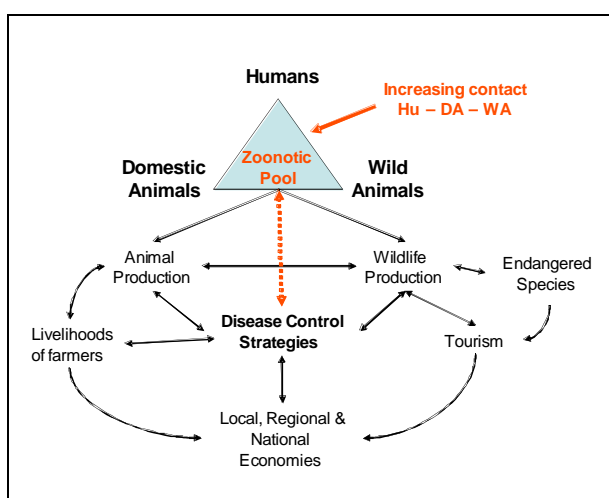 Humans
Increasing contact
Hu – DA – WA
Domestic
Animals
Zoonotic
Pool
Wild
Animals
Animal
Production
Wildlife
Production
Endangered
Species
Livelihoods
of farmers
Disease Control
Strategies
Tourism
Local, Regional &
National
Economies